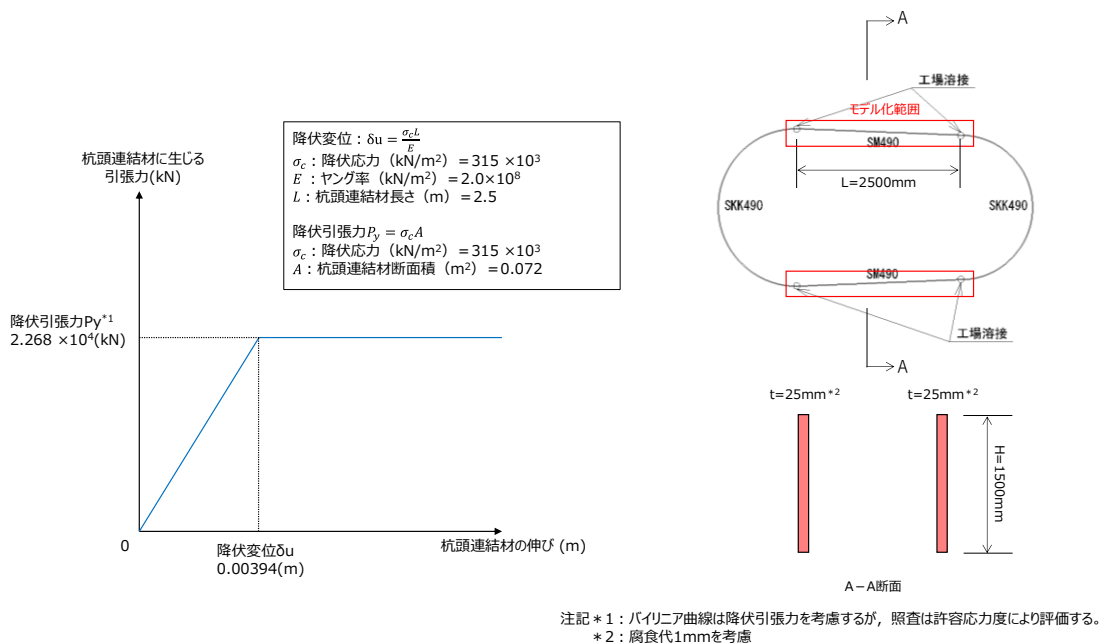 杭頭連結材に生じる
引張力(kN)
降伏変位：δu＝σcL/E
σc：降伏応力（kN/m²）＝315 ×10³
E：ヤング率（kN/m²）＝2.0×10⁸
L：杭頭連結材長さ（m）＝2.5
降伏引張力Py = σcA
σc：降伏応力（kN/m²）＝315 ×10³
A：杭頭連結材断面積（m²）＝0.072
降伏引張力Py*1
2.268 ×10⁴(kN)
0
降伏変位δu
0.00394(m)
杭頭連結材の伸び (m)
A
工場溶接
モデル化範囲
SM490
L=2500mm
SKK490
SKK490
SM490
工場溶接
A
t=25mm*2
t=25mm*2
H=1500mm
A－A断面
注記＊1：バイリニア曲線は降伏引張力を考慮するが，照査は許容応力度により評価する。
＊2：腐食代1mmを考慮